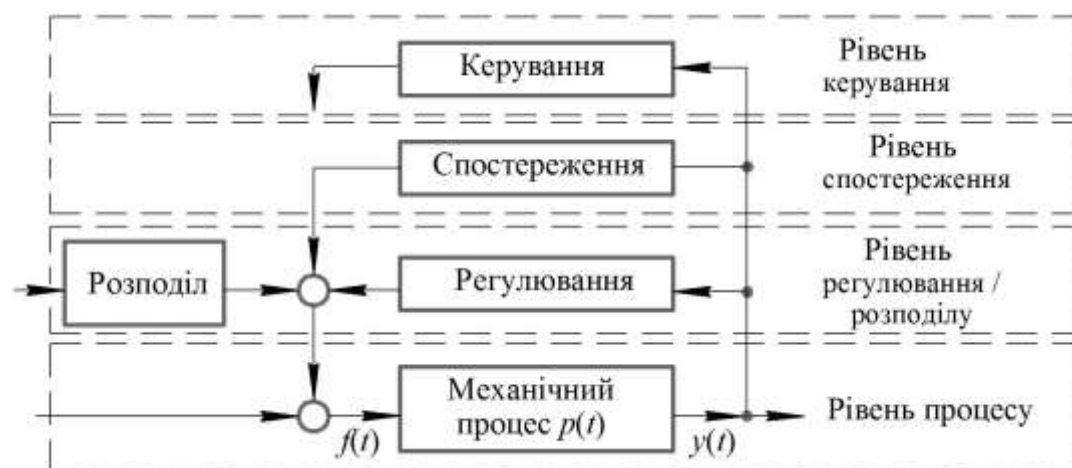 Керування
Рівень
керування
Спостереження
Рівень
спостереження
Розподіл
Регулювання
Рівень
регулювання /
розподілу
Механічний
процес p(t)
f(t)
y(t)
Рівень процесу